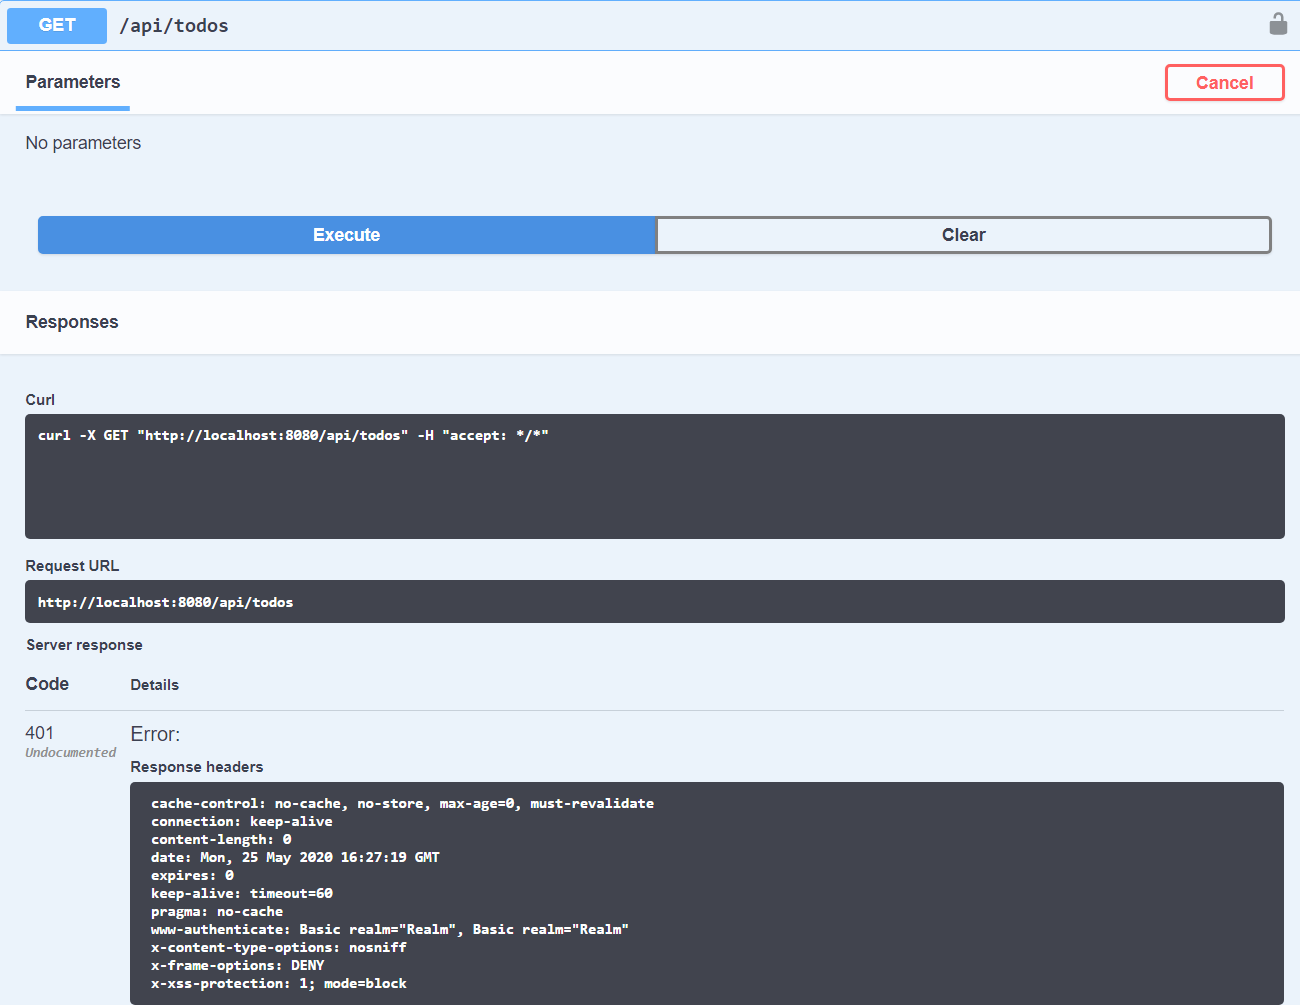 GET /api/todos
Parameters
Cancel
No parameters
Execute
Clear
Responses
Curl
curl -X GET "http://localhost:8080/api/todos" -H "accept: */*"
Request URL
http://localhost:8080/api/todos
Server response
Code Details
401 Error:
Undocumented
Response headers
cache-control: no-cache, no-store, max-age=0, must-revalidate
connection: keep-alive
content-length: 0
date: Mon, 25 May 2020 16:27:19 GMT
expires: 0
keep-alive: timeout=60
pragma: no-cache
www-authenticate: Basic realm="Realm", Basic realm="Realm"
x-content-type-options: nosniff
x-frame-options: DENY
x-xss-protection: 1; mode=block